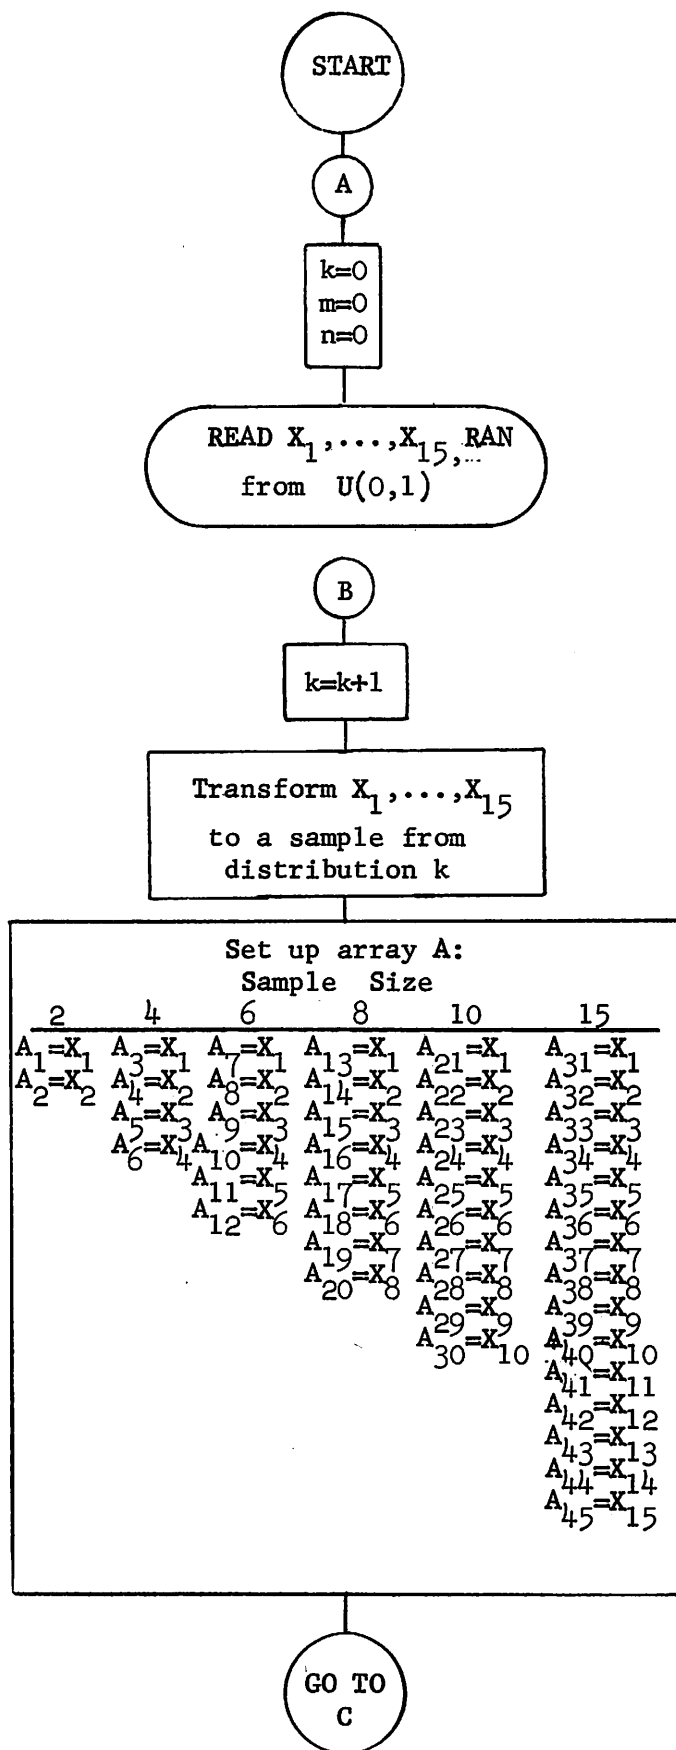 START
A
k=0
m=0
n=0
READ X₁,...,X₁₅, RAN
from U(0,1)
B
k=k+1
Transform X₁,...,X₁₅
to a sample from
distribution k
Set up array A:
Sample Size
2 4 6 8 10 15
A₁=X₁ A₃=X₁ A₇=X₁ A₁₃=X₁ A₂₁=X₁ A₃₁=X₁
A₂=X₂ A₄=X₂ A₈=X₂ A₁₄=X₂ A₂₂=X₂ A₃₂=X₂
A₅=X₃ A₉=X₃ A₁₅=X₃ A₂₃=X₃ A₃₃=X₃
A₆=X₄ A₁₀=X₄ A₁₆=X₄ A₂₄=X₄ A₃₄=X₄
A₁₁=X₅ A₁₇=X₅ A₂₅=X₅ A₃₅=X₅
A₁₂=X₆ A₁₈=X₆ A₂₆=X₆ A₃₆=X₆
A₁₉=X₇ A₂₇=X₇ A₃₇=X₇
A₂₀=X₈ A₂₈=X₈ A₃₈=X₈
A₂₉=X₉ A₃₉=X₉
A₃₀=X₁₀ A₄₀=X₁₀
A₄₁=X₁₁
A₄₂=X₁₂
A₄₃=X₁₃
A₄₄=X₁₄
A₄₅=X₁₅
GO TO
C